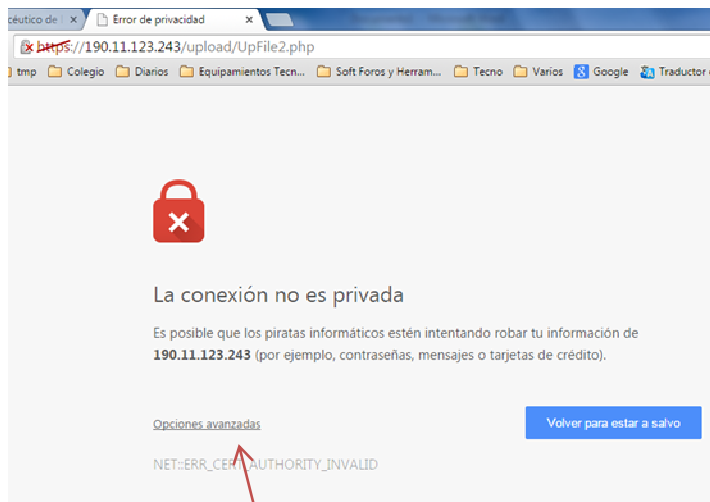 céutico de
Error de privacidad
https://190.11.123.243/upload/UpFile2.php
tmp Colegio Diarios Equipamientos Tecn... Soft Foros y Herram... Tecno Varios Google Traductor
La conexión no es privada
Es posible que los piratas informáticos estén intentando robar tu información de
190.11.123.243 (por ejemplo, contraseñas, mensajes o tarjetas de crédito).
Opciones avanzadas
Volver para estar a salvo
NET::ERR_CERT_AUTHORITY_INVALID